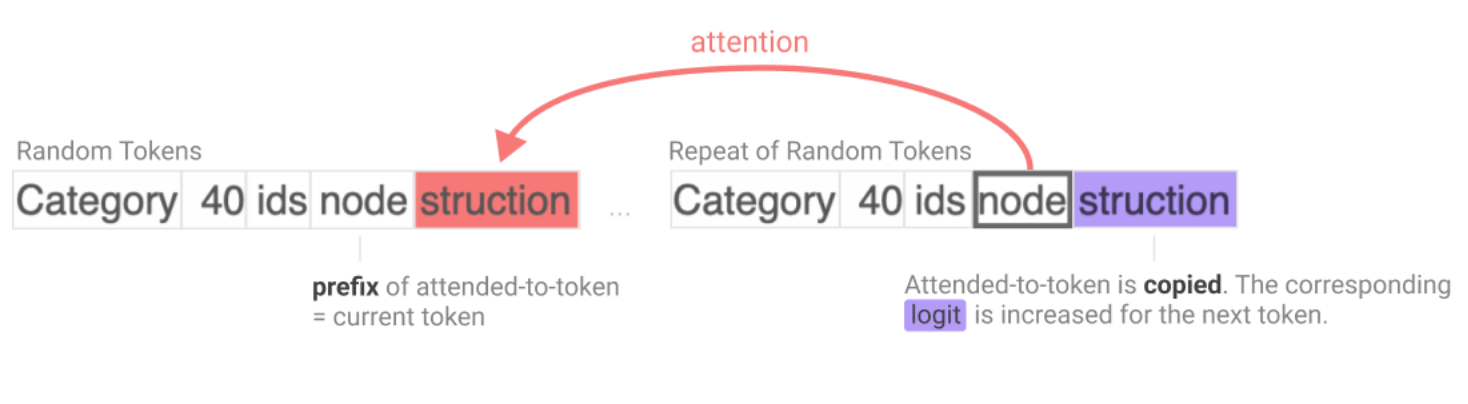 attention
Random Tokens
Repeat of Random Tokens
Category 40 ids node struction ... Category 40 ids node struction
prefix of attended-to-token
= current token
Attended-to-token is copied. The corresponding
logit is increased for the next token.